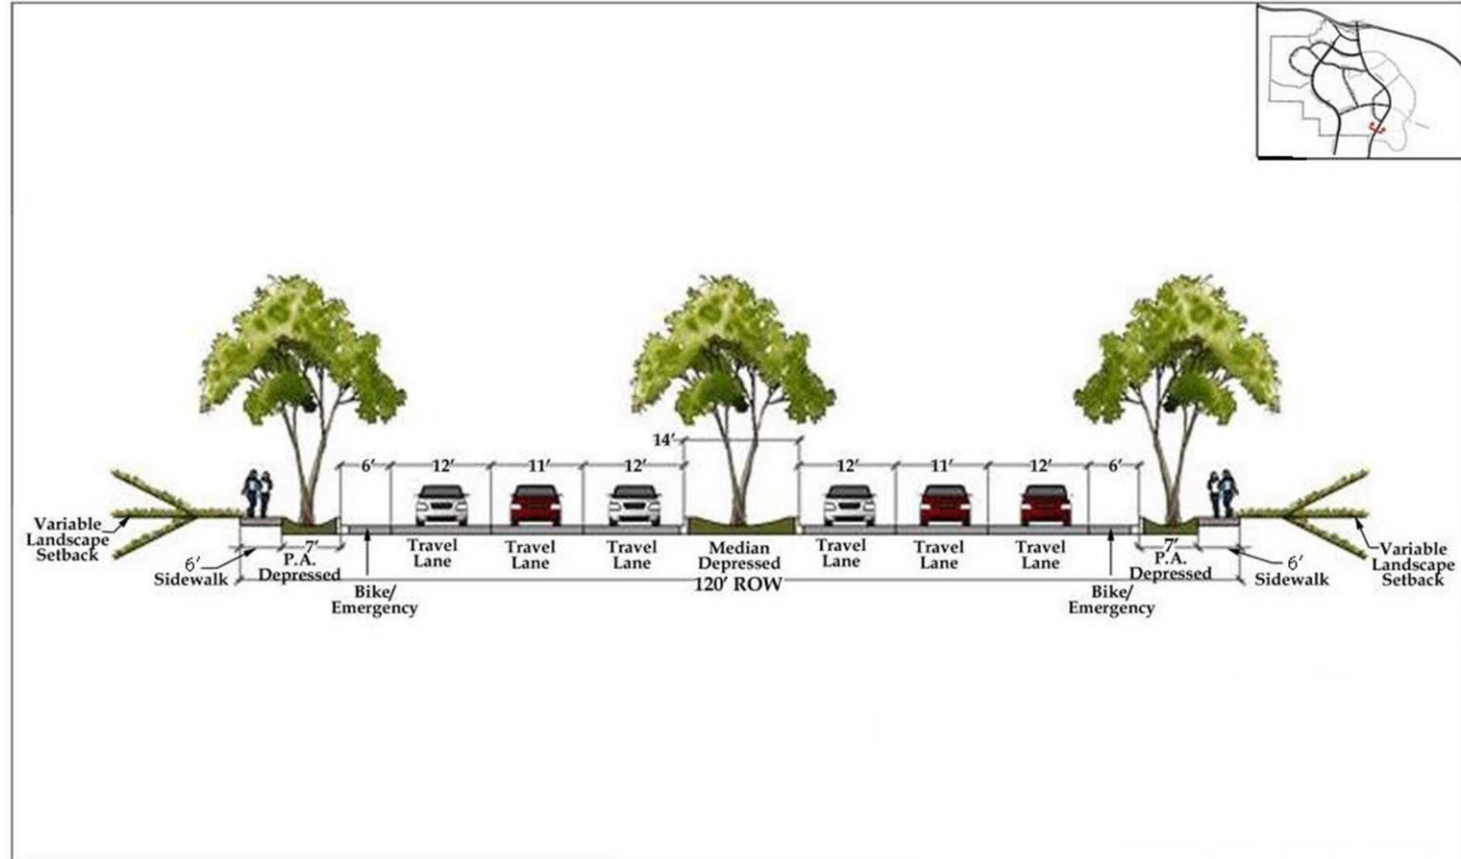 14′
6′ 12′ 11′ 12′ 12′ 11′ 12′ 6′
Variable
Landscape
Setback
6′
Sidewalk
7′
P.A.
Depressed
Bike/
Emergency
Travel
Lane
Travel
Lane
Travel
Lane
Median
Depressed
120′ ROW
Travel
Lane
Travel
Lane
Travel
Lane
Bike/
Emergency
7′
P.A.
Depressed
6′
Sidewalk
Variable
Landscape
Setback